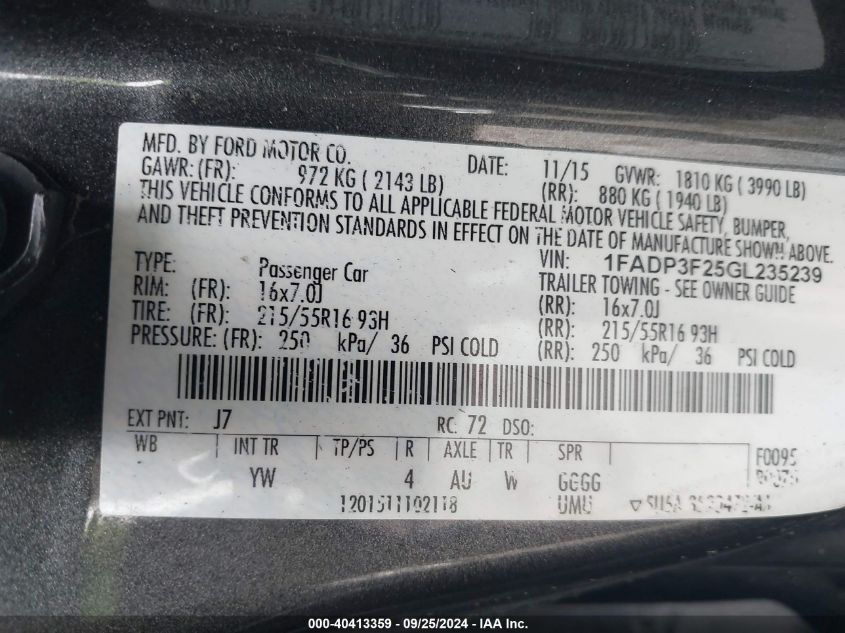 MFD. BY FORD MOTOR CO. DATE: 11/15 GVWR: 1810 KG ( 3990 LB)
GAWR: (FR): 972 KG ( 2143 LB) (RR): 880 KG ( 1940 LB)
THIS VEHICLE CONFORMS TO ALL APPLICABLE FEDERAL MOTOR VEHICLE SAFETY, BUMPER,
AND THEFT PREVENTION STANDARDS IN EFFECT ON THE DATE OF MANUFACTURE SHOWN ABOVE.
VIN: 1FADP3F25GL235239
TYPE: Passenger Car TRAILER TOWING - SEE OWNER GUIDE
RIM: (FR): 16x7.0J (RR): 16x7.0J
TIRE: (FR): 215/55R16 93H (RR): 215/55R16 93H
PRESSURE: (FR): 250 kPa/ 36 PSI COLD (RR): 250 kPa/ 36 PSI COLD
EXT PNT: J7 RC: 72 DSO:
WB INT TR TP/PS R AXLE TR SPR F0095
YW 4 AU W GGGG
1201511102118 UMU
000-40413359 - 09/25/2024 - IAAI.com